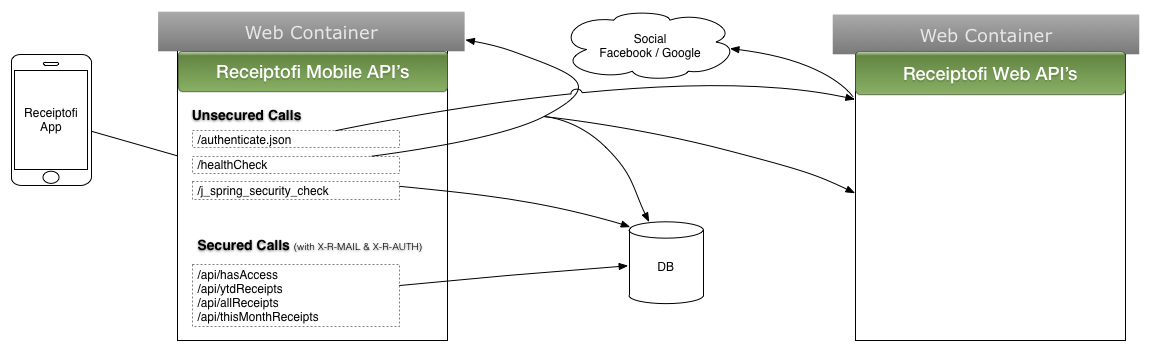 Web Container
Receiptofi Mobile API's
Receiptofi
App
Unsecured Calls
/authenticate.json
/healthCheck
/j_spring_security_check
Secured Calls (with X-R-MAIL & X-R-AUTH)
/api/hasAccess
/api/ytdReceipts
/api/allReceipts
/api/thisMonthReceipts
Social
Facebook / Google
DB
Web Container
Receiptofi Web API's